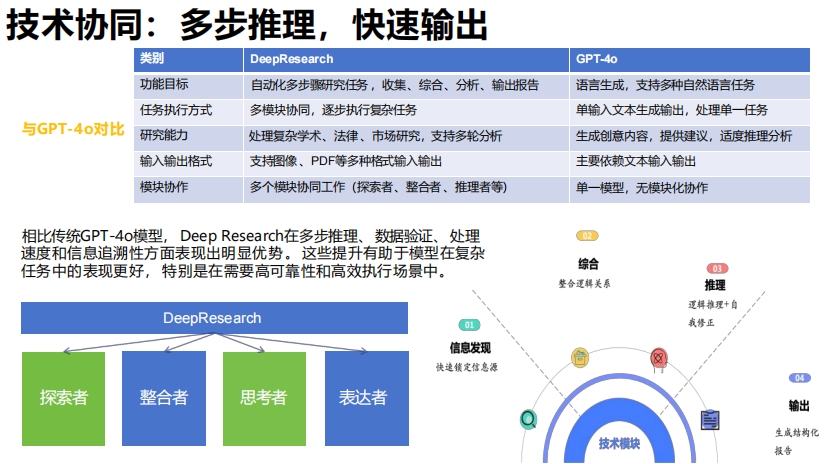 技术协同：多步推理，快速输出
与GPT-4o对比
类别 DeepResearch GPT-4o
功能目标 自动化多步骤研究任务，收集、综合、分析、输出报告 语言生成，支持多种自然语言任务
任务执行方式 多模块协同，逐步执行复杂任务 单输入文本生成输出，处理单一任务
研究能力 处理复杂学术、法律、市场研究，支持多轮分析 生成创意内容，提供建议，适度推理分析
输入输出格式 支持图像、PDF等多种格式输入输出 主要依赖文本输入输出
模块协作 多个模块协同工作（探索者、整合者、推理者等） 单一模型，无模块化协作
相比传统GPT-4o模型，Deep Research在多步推理、数据验证、处理
速度和信息追溯性方面表现出明显优势。这些提升有助于模型在复杂
任务中的表现更好，特别是在需要高可靠性和高效执行场景中。
DeepResearch
探索者
整合者
思考者
表达者
01
信息发现
快速锁定信息源
02
综合
整合逻辑关系
03
推理
逻辑推理+自
我修正
04
输出
生成结构化
报告
技术模块